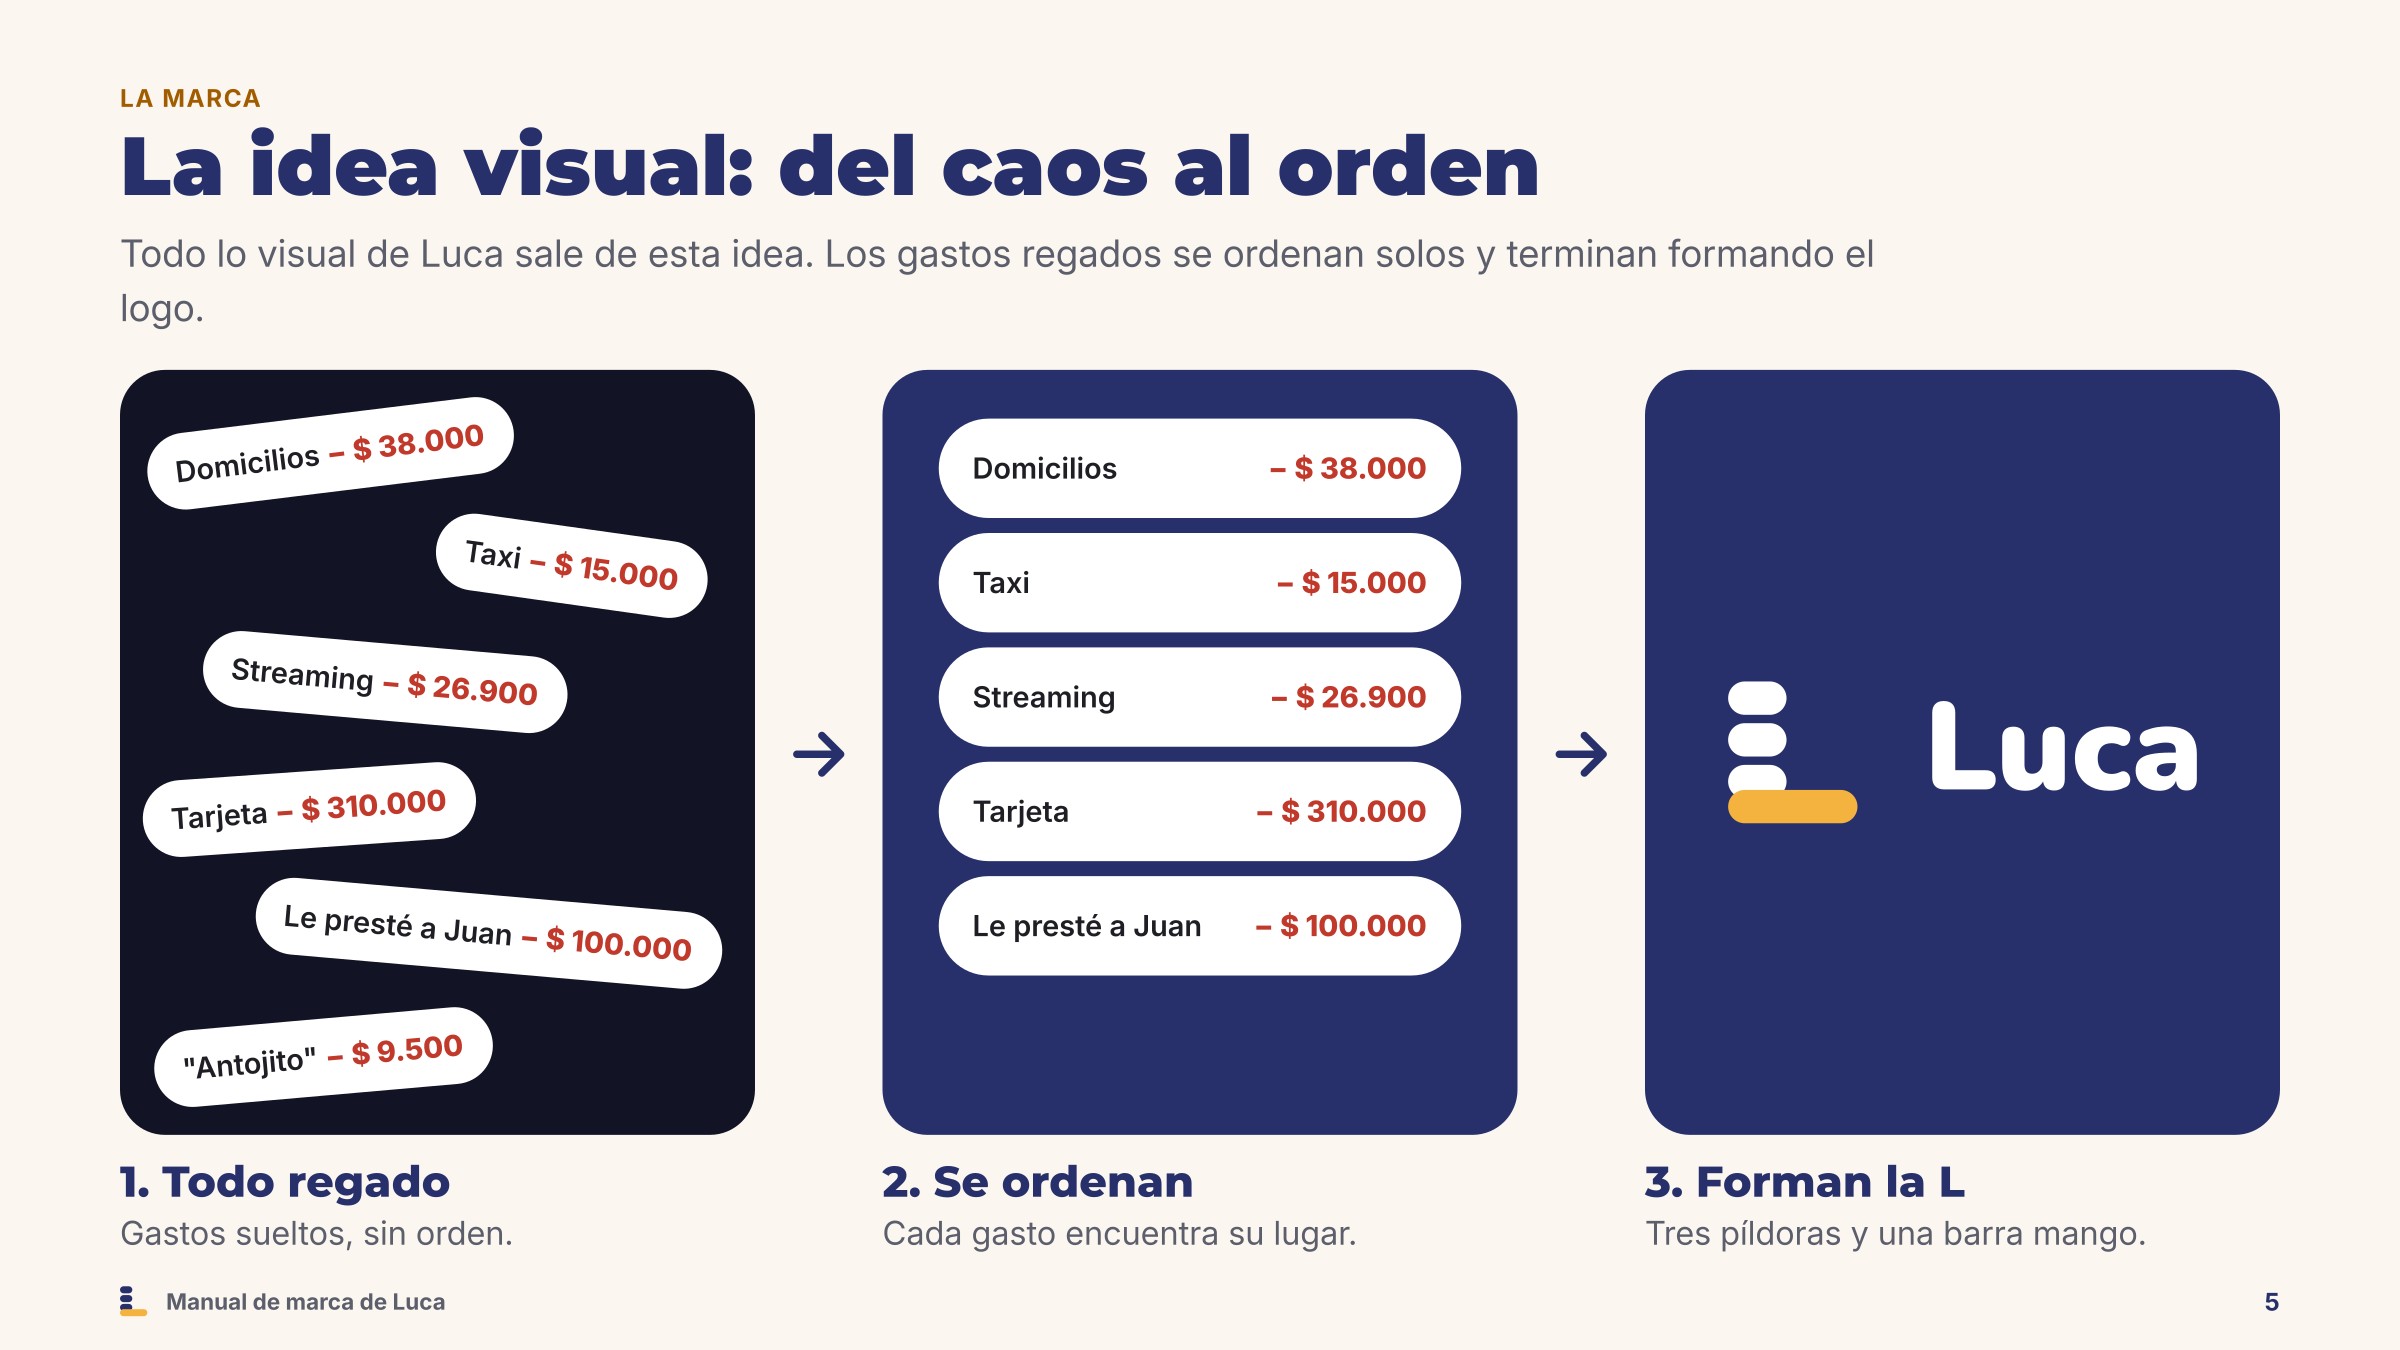 LA MARCA
La idea visual: del caos al orden
Todo lo visual de Luca sale de esta idea. Los gastos regados se ordenan solos y terminan formando el
logo.
Domicilios – $ 38.000
Taxi – $ 15.000
Streaming – $ 26.900
Tarjeta – $ 310.000
Le presté a Juan – $ 100.000
"Antojito" – $ 9.500
1. Todo regado
Gastos sueltos, sin orden.
Domicilios – $ 38.000
Taxi – $ 15.000
Streaming – $ 26.900
Tarjeta – $ 310.000
Le presté a Juan – $ 100.000
2. Se ordenan
Cada gasto encuentra su lugar.
Luca
3. Forman la L
Tres píldoras y una barra mango.
Manual de marca de Luca
5